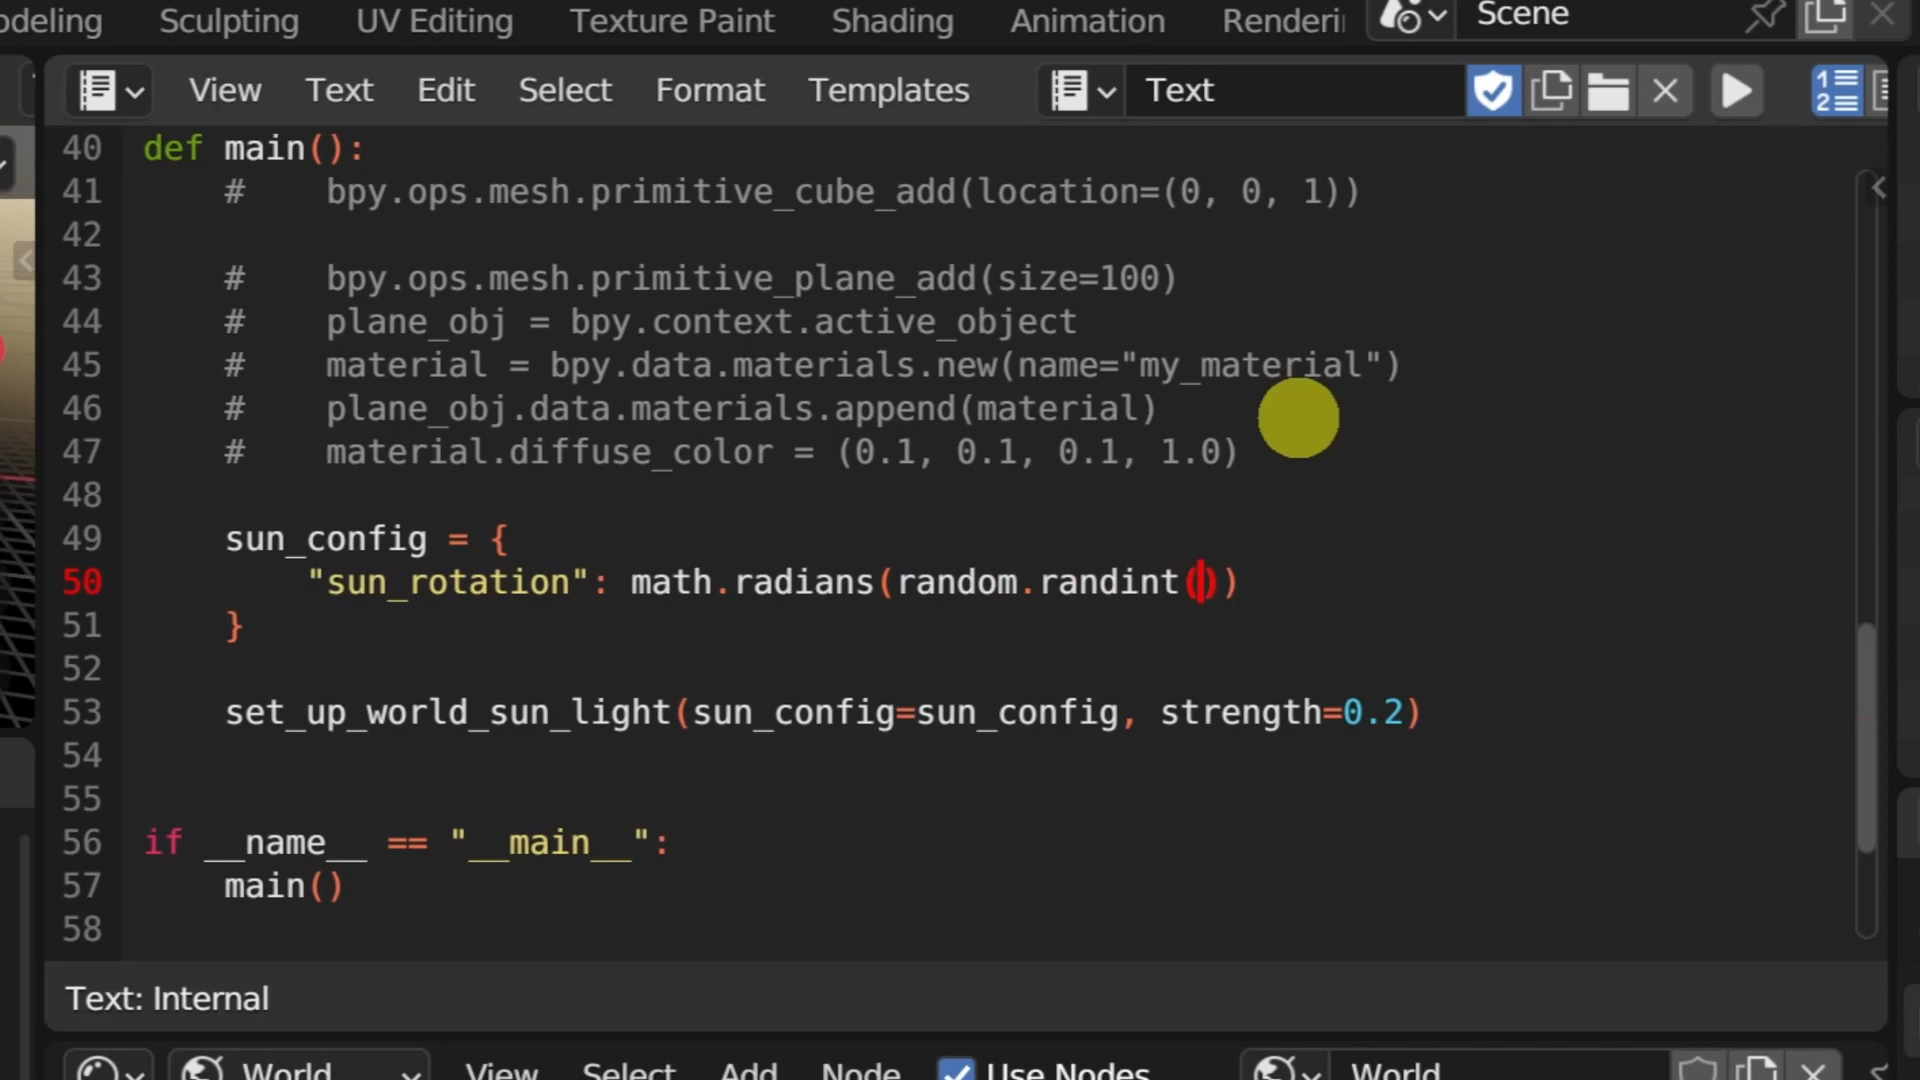 odeling Sculpting UV Editing Texture Paint Shading Animation Renderi Scene
View Text Edit Select Format Templates Text
40 def main():
41 # bpy.ops.mesh.primitive_cube_add(location=(0, 0, 1))
42
43 # bpy.ops.mesh.primitive_plane_add(size=100)
44 # plane_obj = bpy.context.active_object
45 # material = bpy.data.materials.new(name="my_material")
46 # plane_obj.data.materials.append(material)
47 # material.diffuse_color = (0.1, 0.1, 0.1, 1.0)
48
49 sun_config = {
50 "sun_rotation": math.radians(random.randint())
51 }
52
53 set_up_world_sun_light(sun_config=sun_config, strength=0.2)
54
55
56 if __name__ == "__main__":
57 main()
58
Text: Internal
World View Select Add Node Use Nodes World